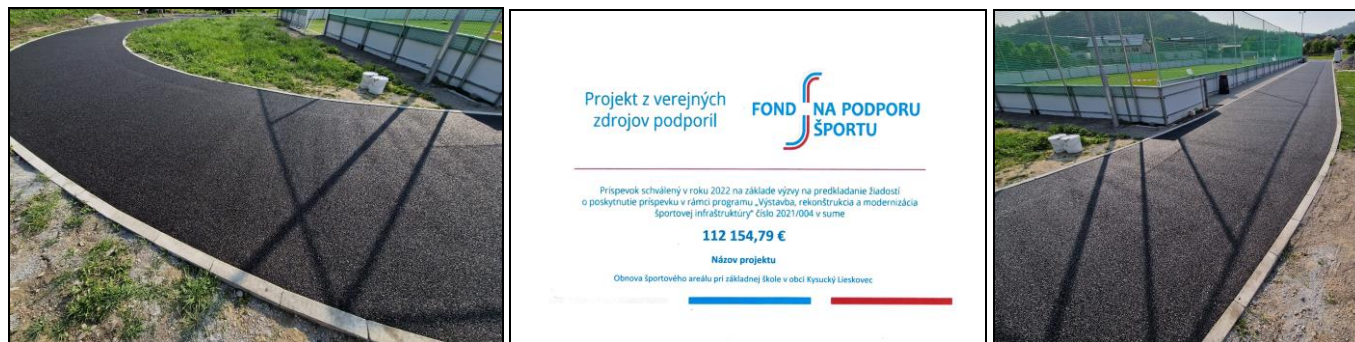 Projekt z verejných
zdrojov podporil
FOND NA PODPORU
ŠPORTU
Príspevok schválený v roku 2022 na základe výzvy na predkladanie žiadostí
o poskytnutie príspevku v rámci programu „Výstavba, rekonštrukcia a modernizácia
športovej infraštruktúry“ číslo 2021/004 v sume
112 154,79 €
Názov projektu
Obnova športového areálu pri základnej škole v obci Kysucký Lieskovec